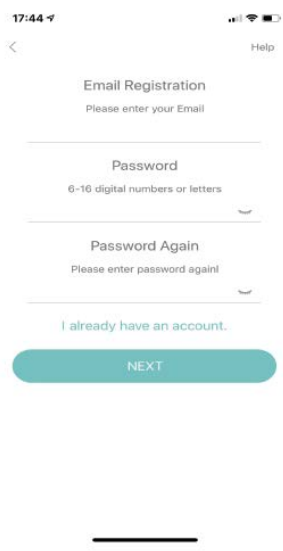 17:44
Help
Email Registration
Please enter your Email
Password
6-16 digital numbers or letters
Password Again
Please enter password againl
I already have an account.
NEXT